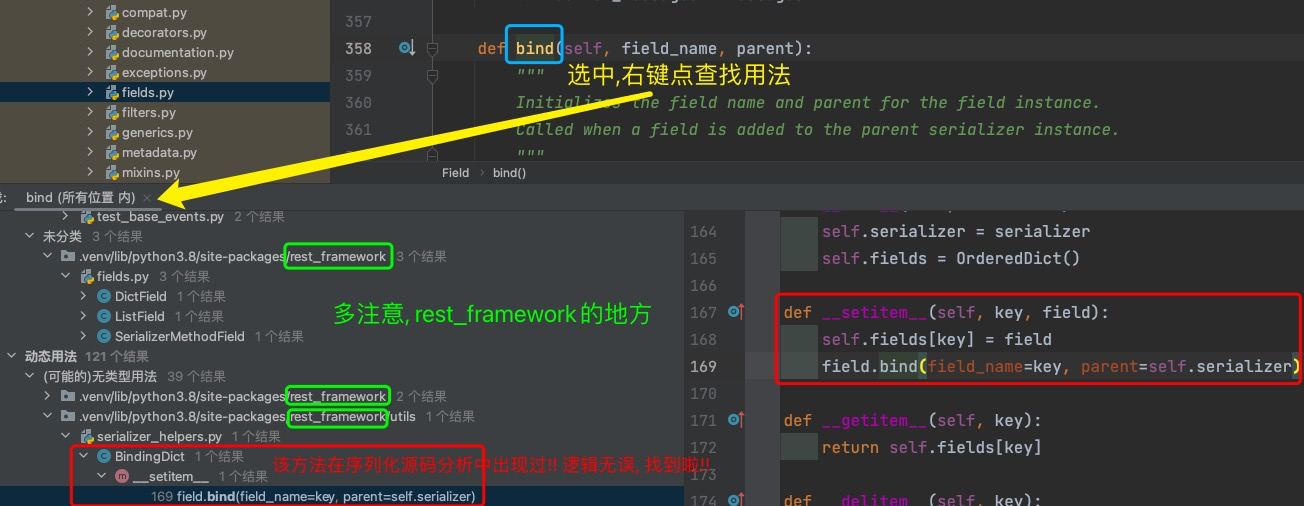 compat.py
decorators.py
documentation.py
exceptions.py
fields.py
filters.py
generics.py
metadata.py
mixins.py
357
358 def bind(self, field_name, parent):
359 """
选中,右键点查找用法
360 Initializes the field name and parent for the field instance.
361 Called when a field is added to the parent serializer instance.
"""
Field › bind()
bind (所有位置 内) ×
test_base_events.py 2 个结果
未分类 3 个结果
.venv/lib/python3.8/site-packages/rest_framework 3 个结果
fields.py 3 个结果
DictField 1 个结果
ListField 1 个结果
SerializerMethodField 1 个结果
多注意, rest_framework 的地方
动态用法 121 个结果
(可能的)无类型用法 39 个结果
.venv/lib/python3.8/site-packages/rest_framework 2 个结果
.venv/lib/python3.8/site-packages/rest_framework/utils 1 个结果
serializer_helpers.py 1 个结果
BindingDict 1 个结果
该方法在序列化源码分析中出现过!! 逻辑无误, 找到啦!!
__setitem__ 1 个结果
169 field.bind(field_name=key, parent=self.serializer)
164 self.serializer = serializer
165 self.fields = OrderedDict()
166
167 def __setitem__(self, key, field):
168 self.fields[key] = field
169 field.bind(field_name=key, parent=self.serializer)
170
171 def __getitem__(self, key):
172 return self.fields[key]
173
174 def __delitem__(self, key):